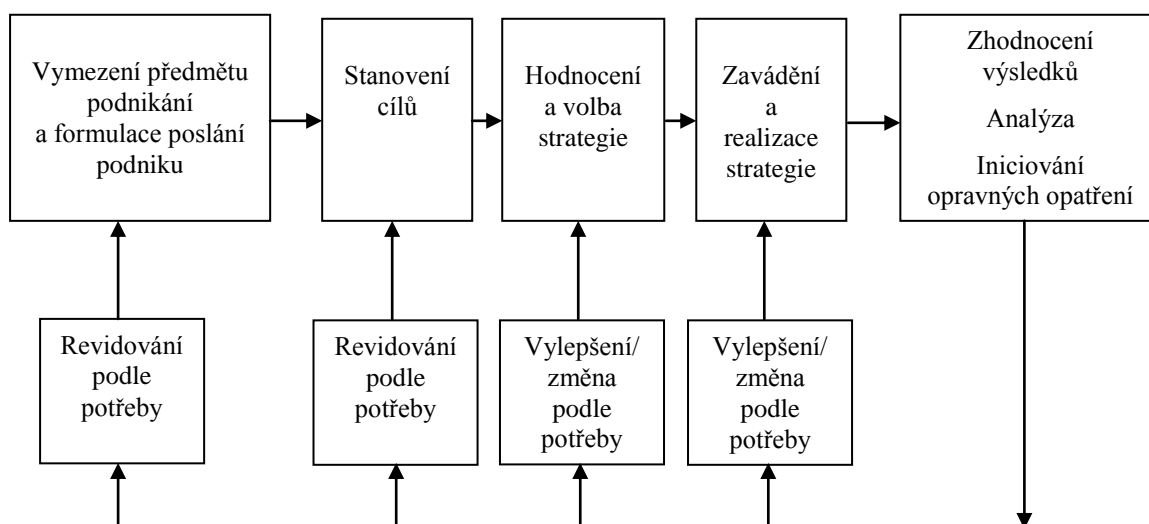 Vymezení předmětu
podnikání
a formulace poslání
podniku
Stanovení
cílů
Hodnocení
a volba
strategie
Zavádění
a
realizace
strategie
Zhodnocení
výsledků
Analýza
Iniciování
opravných opatření
Revidování
podle
potřeby
Revidování
podle
potřeby
Vylepšení/
změna
podle
potřeby
Vylepšení/
změna
podle
potřeby